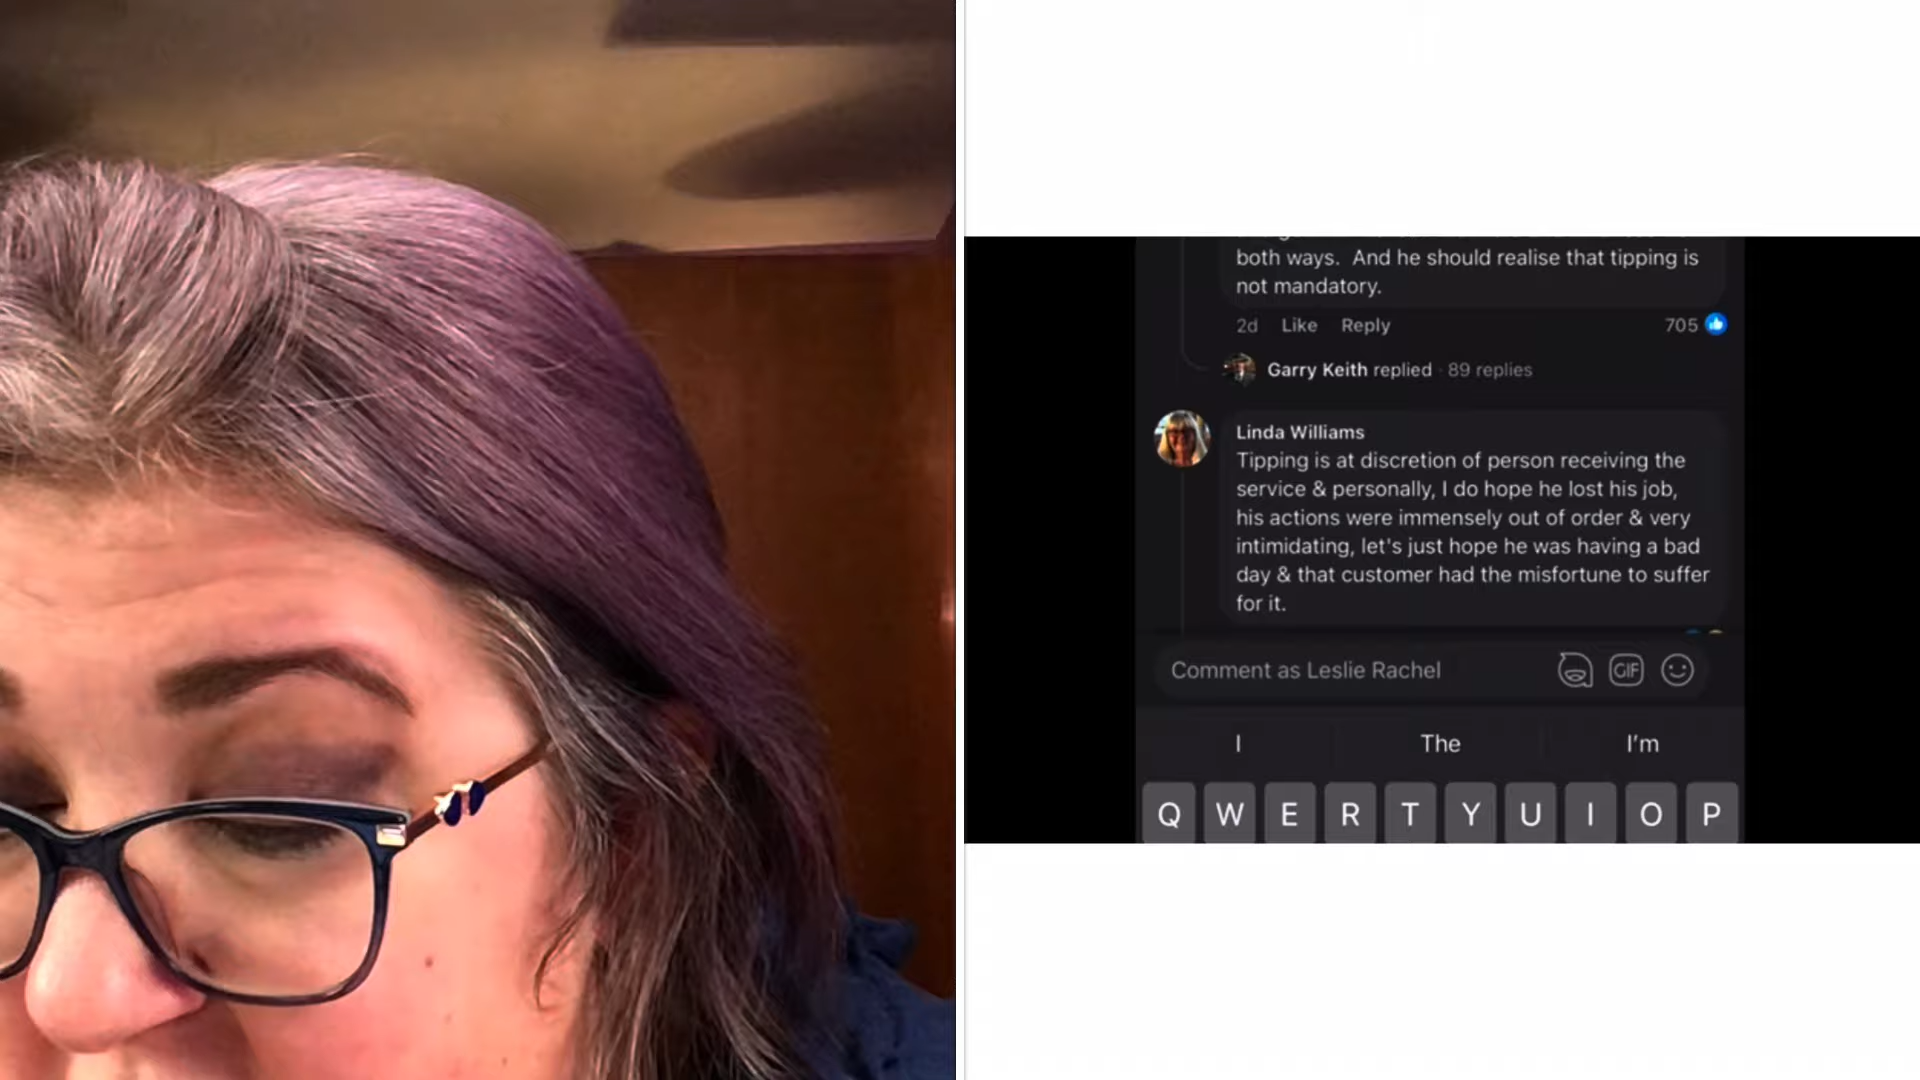 both ways. And he should realise that tipping is
not mandatory.
2d Like Reply 705
Garry Keith replied · 89 replies
Linda Williams
Tipping is at discretion of person receiving the
service & personally, I do hope he lost his job,
his actions were immensely out of order & very
intimidating, let's just hope he was having a bad
day & that customer had the misfortune to suffer
for it.
Comment as Leslie Rachel GIF
I The I'm
Q W E R T Y U I O P